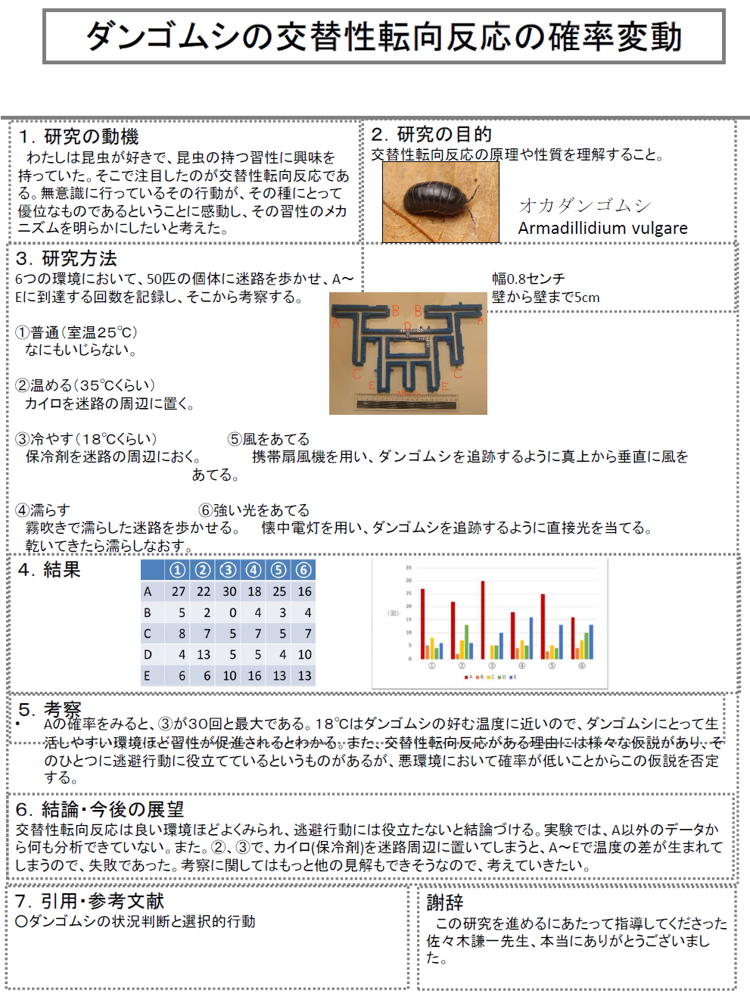 ダンゴムシの交替性転向反応の確率変動
１．研究の動機
わたしは昆虫が好きで、昆虫の持つ習性に興味を
持っていた。そこで注目したのが交替性転向反応であ
る。無意識に行っているその行動が、その種にとって
優位なものであるということに感動し、その習性のメカ
ニズムを明らかにしたいと考えた。
２．研究の目的
交替性転向反応の原理や性質を理解すること。
オカダンゴムシ
Armadillidium vulgare
３．研究方法
6つの環境において、50匹の個体に迷路を歩かせ、A～
Eに到達する回数を記録し、そこから考察する。
幅0.8センチ
壁から壁まで5cm
A B B A
D
C C
E E
①普通（室温２５℃）
なにもいじらない。
②温める（３５℃くらい）
カイロを迷路の周辺に置く。
③冷やす（１８℃くらい）
保冷剤を迷路の周辺におく。
④濡らす
霧吹きで濡らした迷路を歩かせる。
乾いてきたら濡らしなおす。
⑤風をあてる
携帯扇風機を用い、ダンゴムシを追跡するように真上から垂直に風を
あてる。
⑥強い光をあてる
懐中電灯を用い、ダンゴムシを追跡するように直接光を当てる。
４．結果
① ② ③ ④ ⑤ ⑥
A 27 22 30 18 25 16
B 5 2 0 4 3 4
C 8 7 5 7 5 7
D 4 13 5 5 4 10
E 6 6 10 16 13 13
35
30
25
20
15
10
5
0
（回）
① ② ③ ④ ⑤ ⑥
A B C D E
５．考察
• Aの確率をみると、③が３０回と最大である。１８℃はダンゴムシの好む温度に近いので、ダンゴムシにとって生
活しやすい環境ほど習性が促進されるとわかる。また、交替性転向反応がある理由には様々な仮説があり、そ
のひとつに逃避行動に役立てているというものがあるが、悪環境において確率が低いことからこの仮説を否定
する。
６．結論・今後の展望
交替性転向反応は良い環境ほどよくみられ、逃避行動には役立たないと結論づける。実験では、A以外のデータか
ら何も分析できていない。また。②、③で、カイロ(保冷剤)を迷路周辺に置いてしまうと、A～Eで温度の差が生まれて
しまうので、失敗であった。考察に関してはもっと他の見解もできそうなので、考えていきたい。
７．引用・参考文献
〇ダンゴムシの状況判断と選択的行動
謝辞
この研究を進めるにあたって指導してくださった
佐々木謙一先生、本当にありがとうございまし
た。